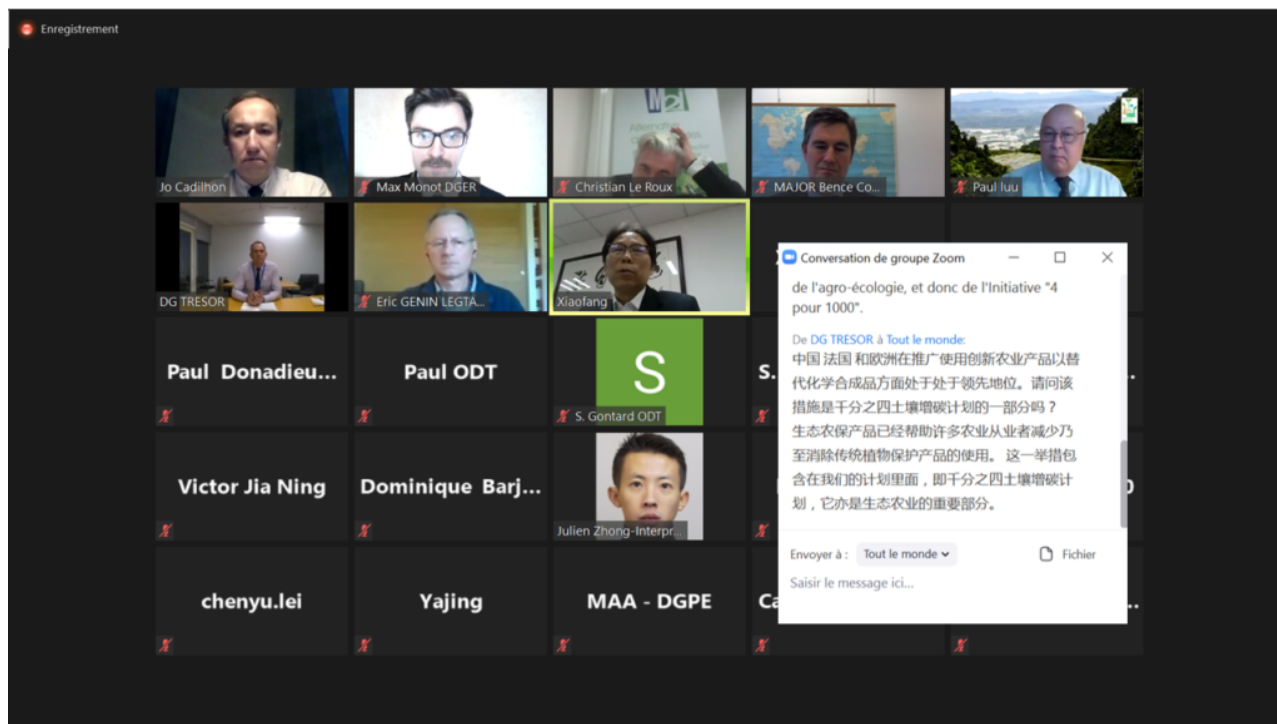 Enregistrement
Jo Cadilhon
Max Monot DGER
Christian Le Roux
MAJOR Bence Co...
Paul luu
DG TRESOR
Eric GENIN LEGTA...
Xiaofang
Paul Donadieu...
Paul ODT
S
S. Gontard ODT
S.
Victor Jia Ning
Dominique Barj...
Julien Zhong-Interpr...
chenyu.lei
Yajing
MAA - DGPE
Ca
Conversation de groupe Zoom
de l'agro-écologie, et donc de l'Initiative "4
pour 1000".
De DG TRESOR à Tout le monde:
中国 法国 和欧洲在推广使用创新农业产品以替
代化学合成品方面处于处于领先地位。请问该
措施是千分之四土壤增碳计划的一部分吗？
生态农保产品已经帮助许多农业从业者减少乃
至消除传统植物保护产品的使用。 这一举措包
含在我们的计划里面，即千分之四土壤增碳计
划，它亦是生态农业的重要部分。
Envoyer à :
Tout le monde
Fichier
Saisir le message ici...